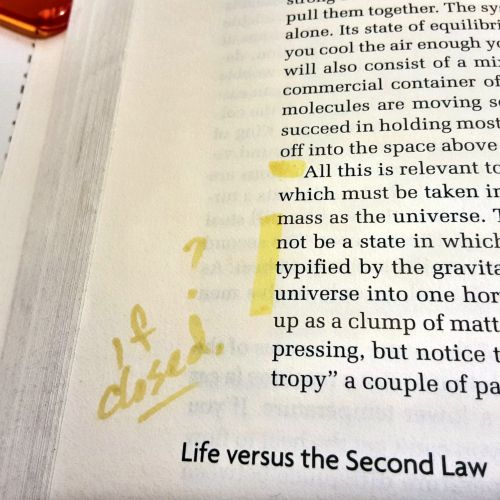 pull them together. The sy
alone. Its state of equilibri
you cool the air enough yo
will also consist of a mi
commercial container of
molecules are moving s
succeed in holding most
off into the space above
All this is relevant to
which must be taken in
mass as the universe. T
not be a state in which
typified by the gravita
universe into one hor
up as a clump of matt
pressing, but notice t
tropy" a couple of pa
?
if
closed.
Life versus the Second Law